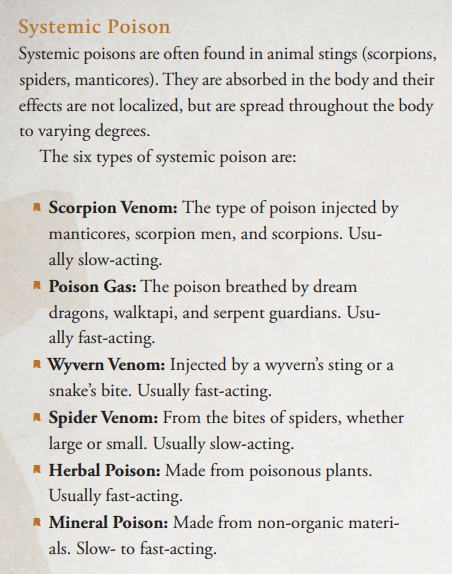 Systemic Poison
Systemic poisons are often found in animal stings (scorpions,
spiders, manticores). They are absorbed in the body and their
effects are not localized, but are spread throughout the body
to varying degrees.
The six types of systemic poison are:
Scorpion Venom: The type of poison injected by
manticores, scorpion men, and scorpions. Usu-
ally slow-acting.
Poison Gas: The poison breathed by dream
dragons, walktapi, and serpent guardians. Usu-
ally fast-acting.
Wyvern Venom: Injected by a wyvern’s sting or a
snake’s bite. Usually fast-acting.
Spider Venom: From the bites of spiders, whether
large or small. Usually slow-acting.
Herbal Poison: Made from poisonous plants.
Usually fast-acting.
Mineral Poison: Made from non-organic materi-
als. Slow- to fast-acting.